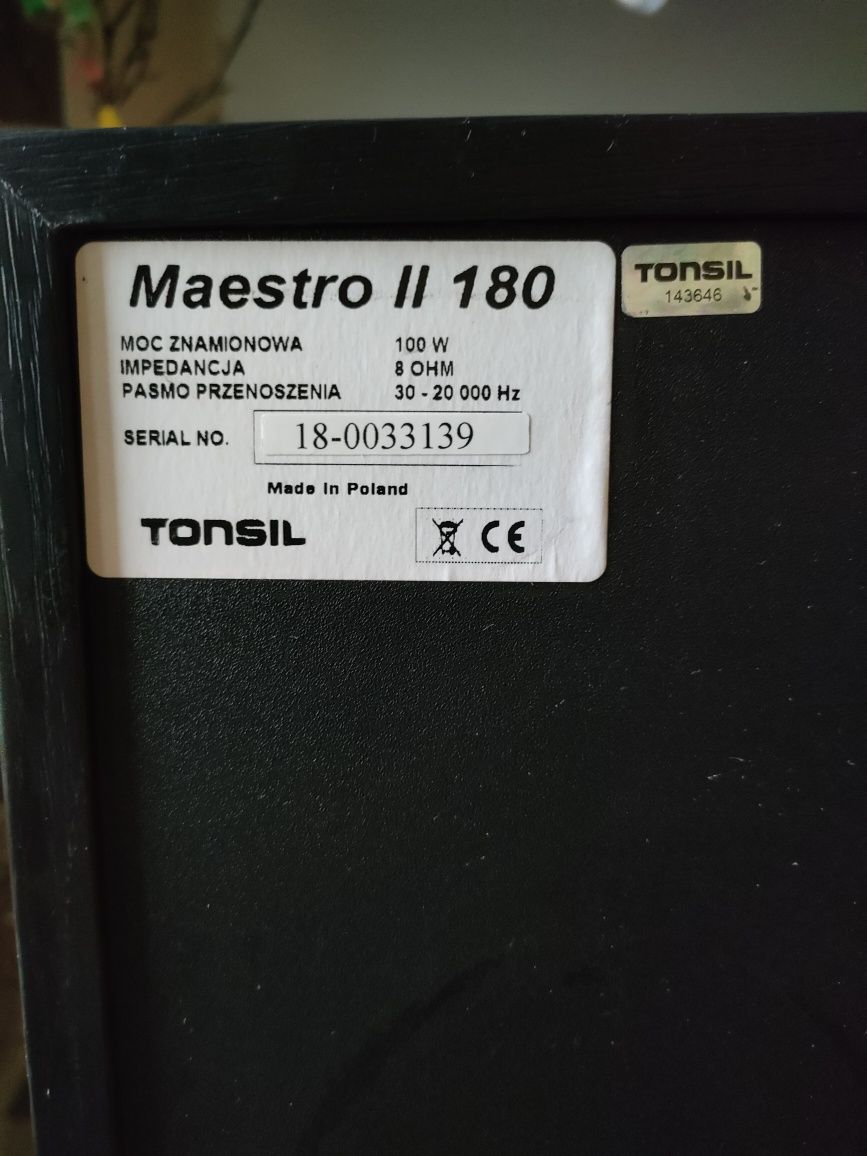 Maestro II 180
MOC ZNAMIONOWA 100 W
IMPEDANCJA 8 OHM
PASMO PRZENOSZENIA 30 - 20 000 Hz
SERIAL NO. 18-0033139
Made in Poland
TONSIL
CE
TONSIL
143646